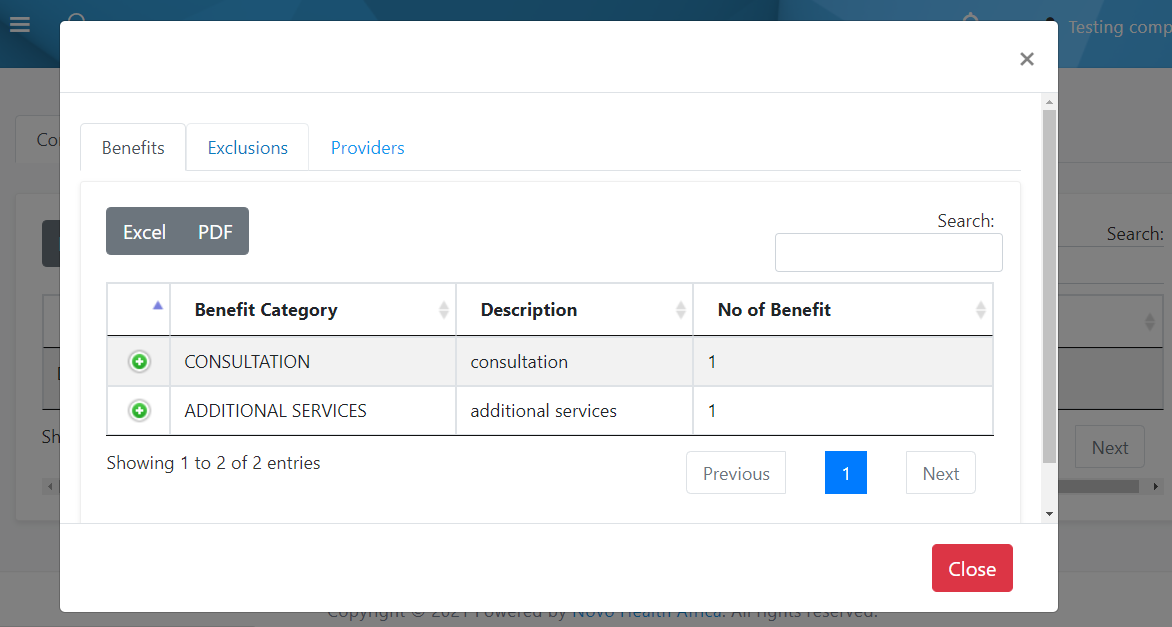 Testing comp
×
Benefits Exclusions Providers
Excel PDF
Search:
Search:
Benefit Category Description No of Benefit
CONSULTATION consultation 1
ADDITIONAL SERVICES additional services 1
Showing 1 to 2 of 2 entries
Previous 1 Next
Next
Close
Copyright © 2021 Powered by Novo Health Africa. All rights reserved.